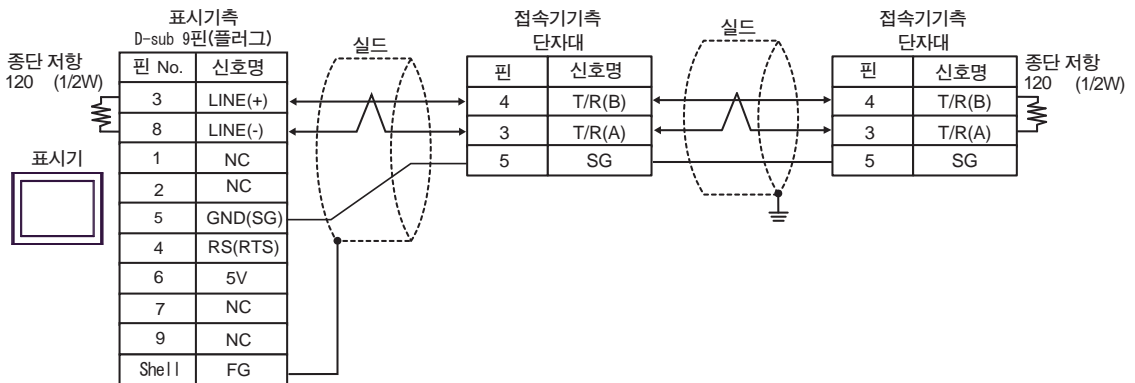 표시기측
D-sub 9핀(플러그)
종단 저항
120 (1/2W)
핀 No. 신호명
3 LINE(+)
8 LINE(-)
1 NC
2 NC
5 GND(SG)
4 RS(RTS)
6 5V
7 NC
9 NC
Shell FG
표시기
실드
접속기기측
단자대
핀 신호명
4 T/R(B)
3 T/R(A)
5 SG
실드
접속기기측
단자대
핀 신호명
4 T/R(B)
3 T/R(A)
5 SG
종단 저항
120 (1/2W)